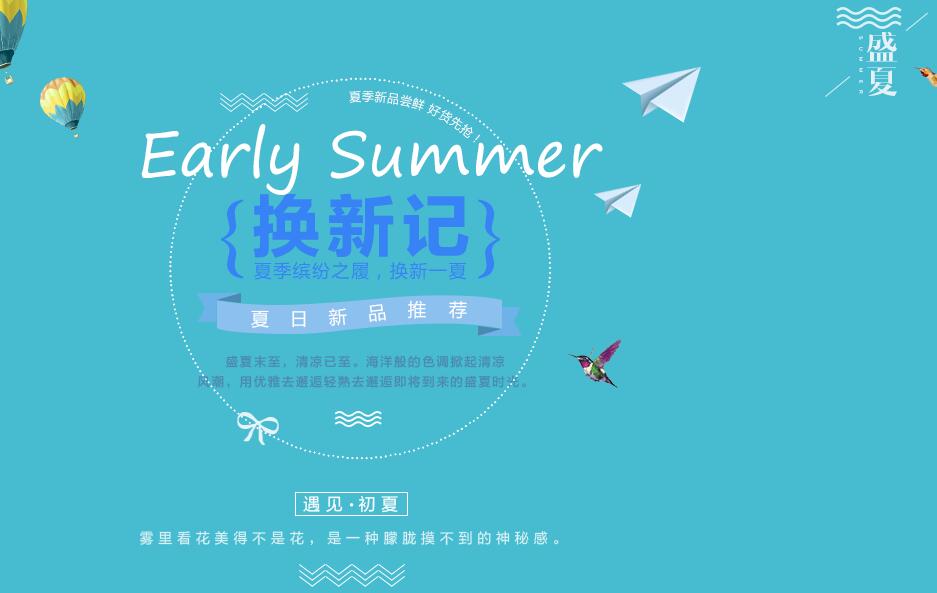 盛夏
SUMMER
夏季新品尝鲜 好货先抢！
Early Summer
{换新记}
夏季缤纷之履，换新一夏
夏日新品推荐
盛夏末至，清凉已至。海洋般的色调掀起清凉
风潮，用优雅去邂逅轻熟去邂逅即将到来的盛夏时光。
遇见·初夏
雾里看花美得不是花，是一种朦胧摸不到的神秘感。